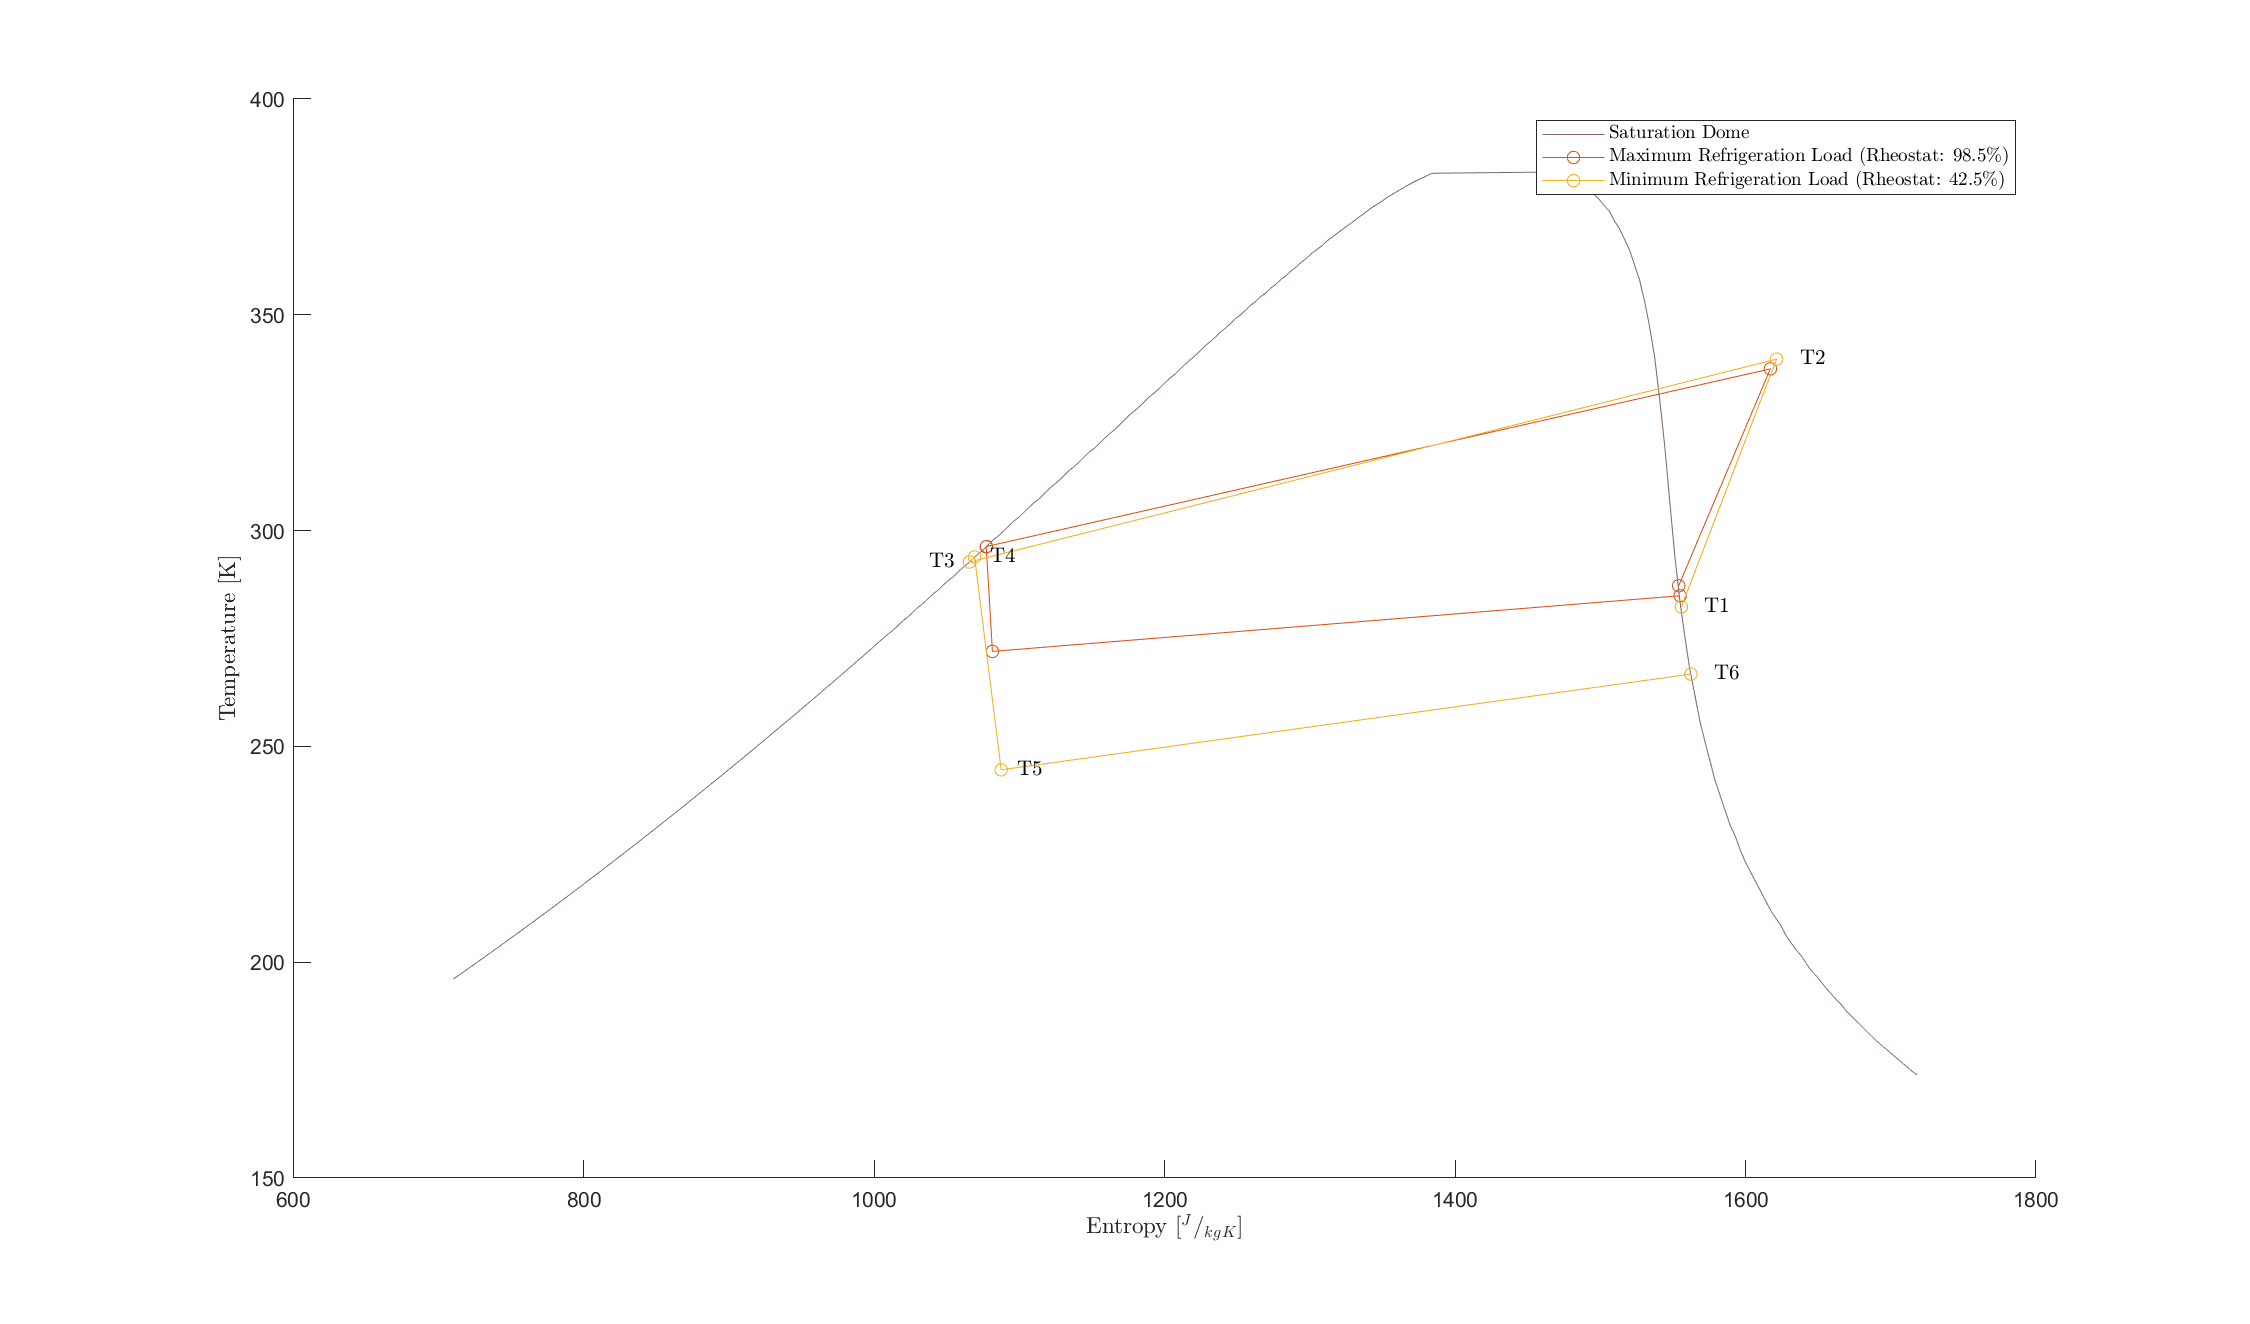 400
Saturation Dome
Maximum Refrigeration Load (Rheostat: 98.5%)
Minimum Refrigeration Load (Rheostat: 42.5%)
350
T2
300
T3
T4
T1
T6
250
T5
200
150
600
800
1000
1200
1400
1600
1800
Temperature [K]
Entropy [J/kgK]